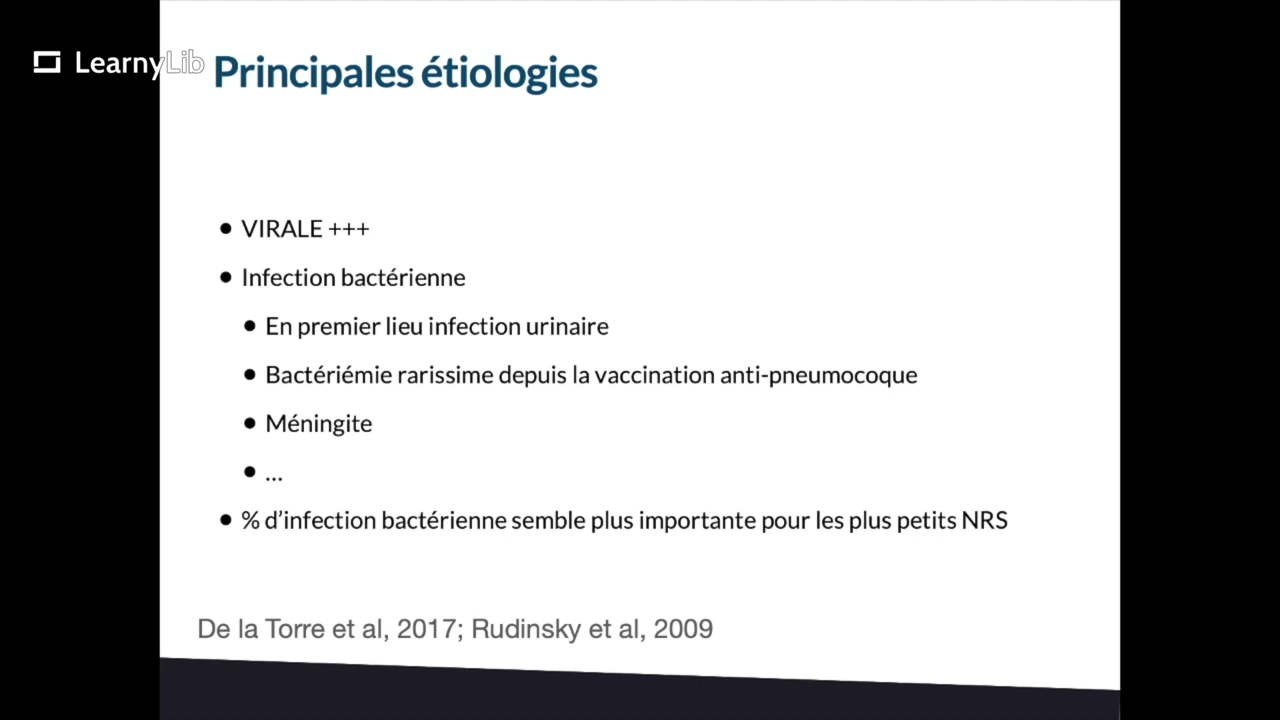 LearnyLib
Principales étiologies
• VIRALE +++
• Infection bactérienne
• En premier lieu infection urinaire
• Bactériémie rarissime depuis la vaccination anti-pneumocoque
• Méningite
• ...
• % d’infection bactérienne semble plus importante pour les plus petits NRS
De la Torre et al, 2017; Rudinsky et al, 2009